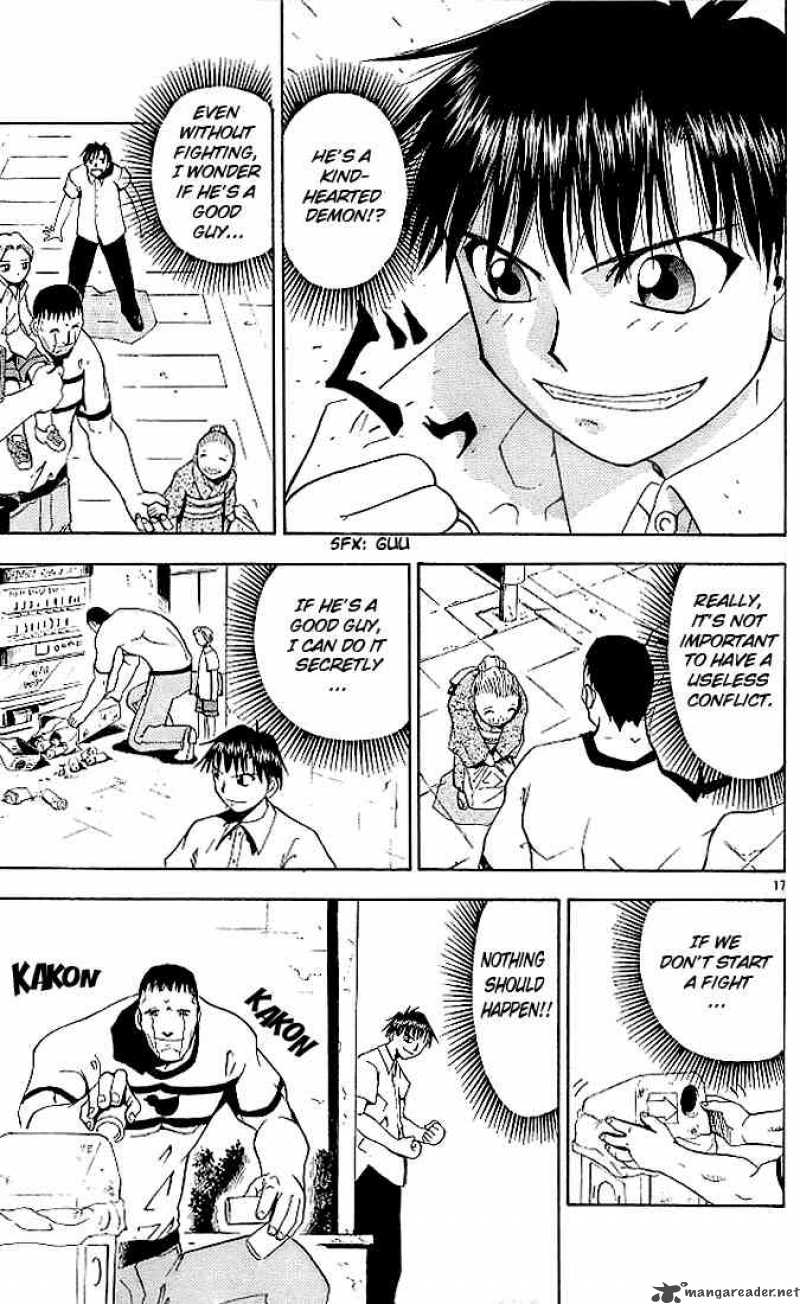 HE'S A
KIND-
HEARTED
DEMON!?
グッ
SFX: GUU
EVEN
WITHOUT
FIGHTING,
I WONDER
IF HE'S A
GOOD
GUY...
REALLY,
IT'S NOT
IMPORTANT
TO HAVE A
USELESS
CONFLICT.
IF HE'S A
GOOD GUY,
I CAN DO IT
SECRETLY
...
17
IF WE
DON'T START
A FIGHT
...
NOTHING
SHOULD
HAPPEN!!
KAKON
KAKON
mangareader.net